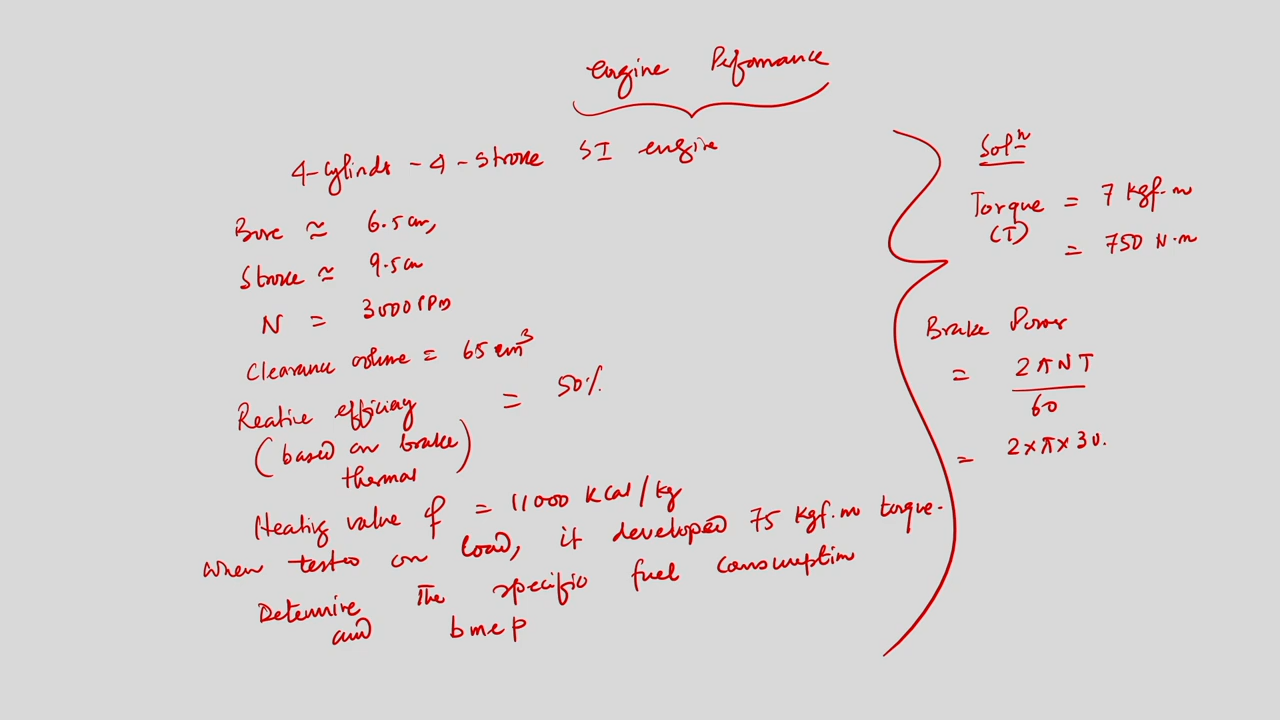 engine Pefomance
4-cylinds - 4 - stroke SI engine
Bore ≃ 6.5 cm,
Stroke ≃ 9.5 cm
N = 3000 rpm
Clearance volume = 65 cm³
Reative efficiency = 50%
(based on brake
thermal)
Heating value of = 11000 kcal/kg
when tested on load, it developed 75 kgf.m torque.
Determine the specific fuel consumption
and bmep
Solⁿ
Torque = 7 kgf-m
(T)
= 750 N.m
Brake Power
= 2πNT
60
= 2×π×30.